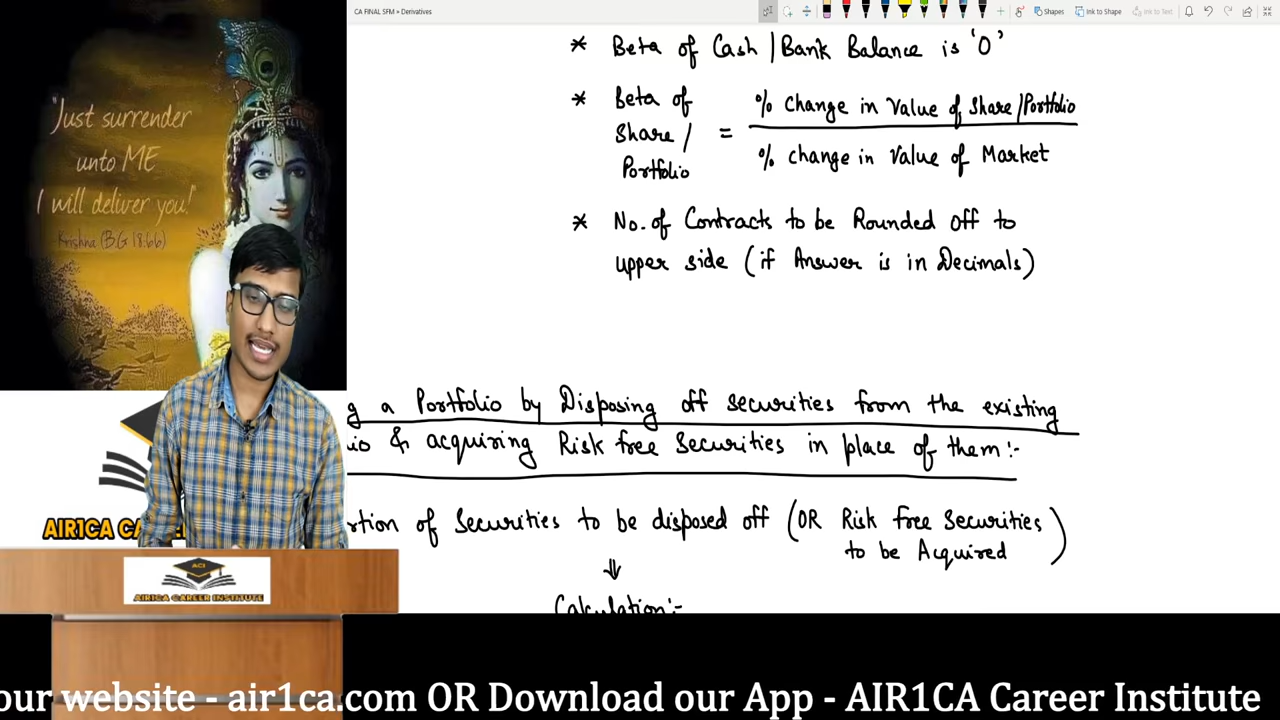 CA FINAL SFM » Derivatives
Shapes
Ink to Shape
Ink to Text
"Just surrender
unto ME
I will deliver you!"
-Krishna (B.G 18:66)
* Beta of Cash | Bank Balance is '0'
* Beta of Share / Portfolio = % change in Value of Share/Portfolio
% change in Value of Market
* No. of Contracts to be Rounded off to
upper side (if Answer is in Decimals)
g a Portfolio by Disposing off securities from the existing
io & acquiring Risk free Securities in place of them:-
rtion of Securities to be disposed off (OR Risk free Securities
to be Acquired)
⇓
Calculation:-
AIR1CA CAREE
ACI
AIR1CA CAREER INSTITUTE
our website - air1ca.com OR Download our App - AIR1CA Career Institute